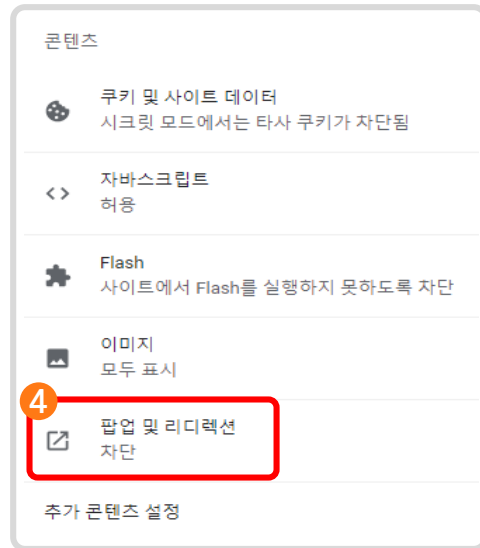 콘텐츠
쿠키 및 사이트 데이터
시크릿 모드에서는 타사 쿠키가 차단됨
자바스크립트
허용
Flash
사이트에서 Flash를 실행하지 못하도록 차단
이미지
모두 표시
4
팝업 및 리디렉션
차단
추가 콘텐츠 설정